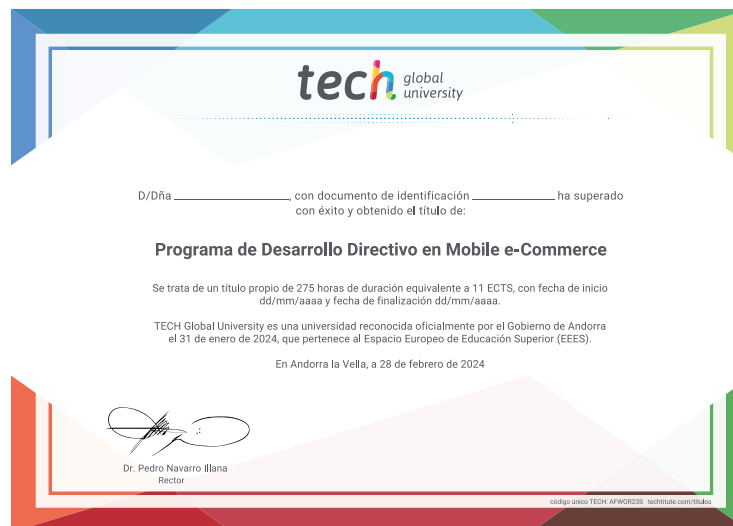 tech global university
D/Dña ______________, con documento de identificación __________ ha superado
con éxito y obtenido el título de:
Programa de Desarrollo Directivo en Mobile e-Commerce
Se trata de un título propio de 275 horas de duración equivalente a 11 ECTS, con fecha de inicio
dd/mm/aaaa y fecha de finalización dd/mm/aaaa.
TECH Global University es una universidad reconocida oficialmente por el Gobierno de Andorra
el 31 de enero de 2024, que pertenece al Espacio Europeo de Educación Superior (EEES).
En Andorra la Vella, a 28 de febrero de 2024
Dr. Pedro Navarro Illana
Rector
código único TECH: AFWOR23S techtitute.com/titulos